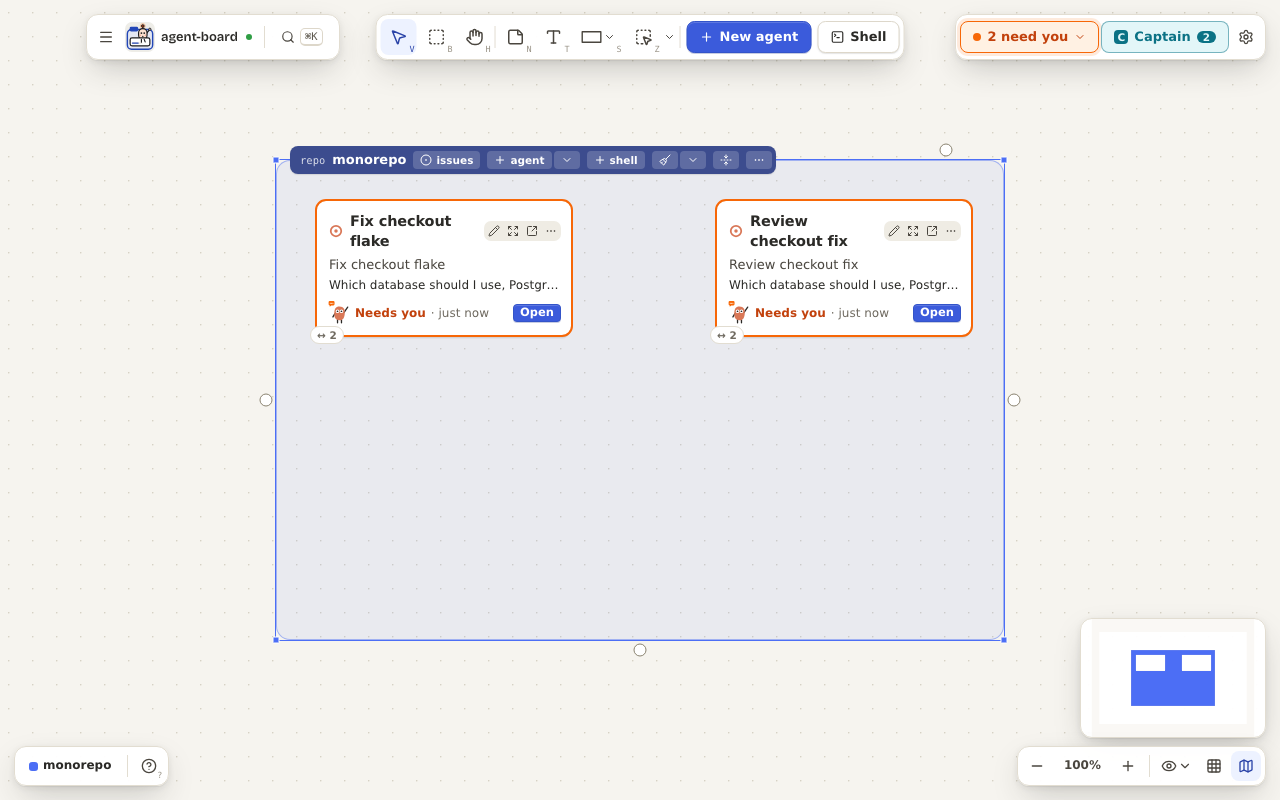 agent-board ⌘K
V B H N T S Z
+ New agent
Shell
2 need you
C Captain 2
repo monorepo issues + agent + shell
Fix checkout
flake
Fix checkout flake
Which database should I use, Postgr...
Needs you · just now Open
↔ 2
Review
checkout fix
Review checkout fix
Which database should I use, Postgr...
Needs you · just now Open
↔ 2
monorepo ?
− 100% +